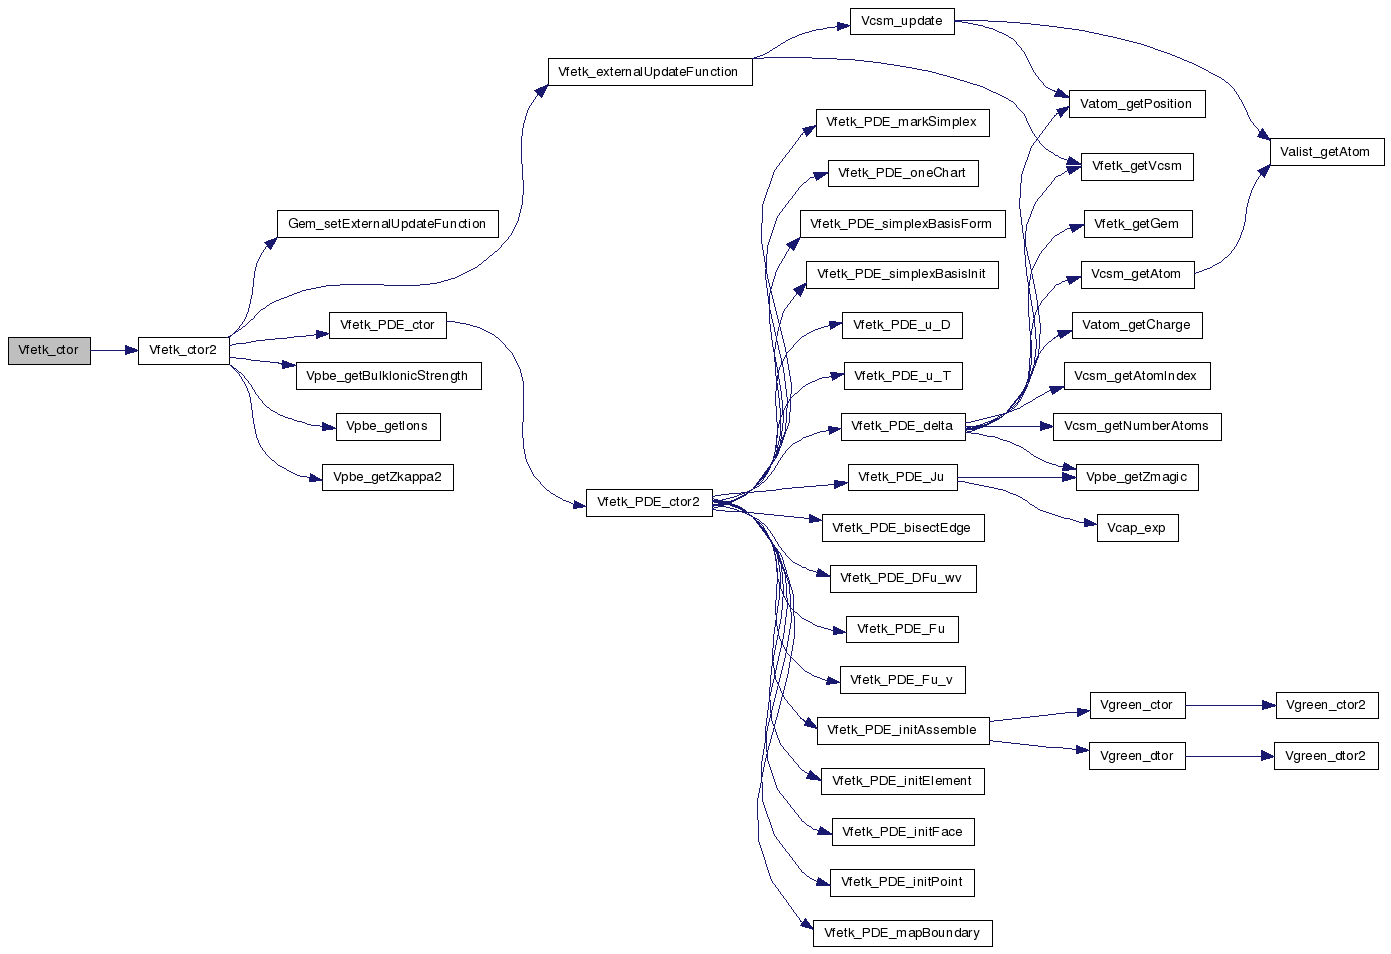 Vfetk_ctor
Vfetk_ctor2
Gem_setExternalUpdateFunction
Vfetk_externalUpdateFunction
Vfetk_PDE_ctor
Vpbe_getBulkIonicStrength
Vpbe_getIons
Vpbe_getZkappa2
Vfetk_PDE_ctor2
Vcsm_update
Vfetk_PDE_markSimplex
Vfetk_PDE_oneChart
Vfetk_PDE_simplexBasisForm
Vfetk_PDE_simplexBasisInit
Vfetk_PDE_u_D
Vfetk_PDE_u_T
Vfetk_PDE_delta
Vfetk_PDE_Ju
Vfetk_PDE_bisectEdge
Vfetk_PDE_DFu_wv
Vfetk_PDE_Fu
Vfetk_PDE_Fu_v
Vfetk_PDE_initAssemble
Vfetk_PDE_initElement
Vfetk_PDE_initFace
Vfetk_PDE_initPoint
Vfetk_PDE_mapBoundary
Vatom_getPosition
Vfetk_getVcsm
Vfetk_getGem
Vcsm_getAtom
Vatom_getCharge
Vcsm_getAtomIndex
Vcsm_getNumberAtoms
Vpbe_getZmagic
Vcap_exp
Vgreen_ctor
Vgreen_dtor
Valist_getAtom
Vgreen_ctor2
Vgreen_dtor2